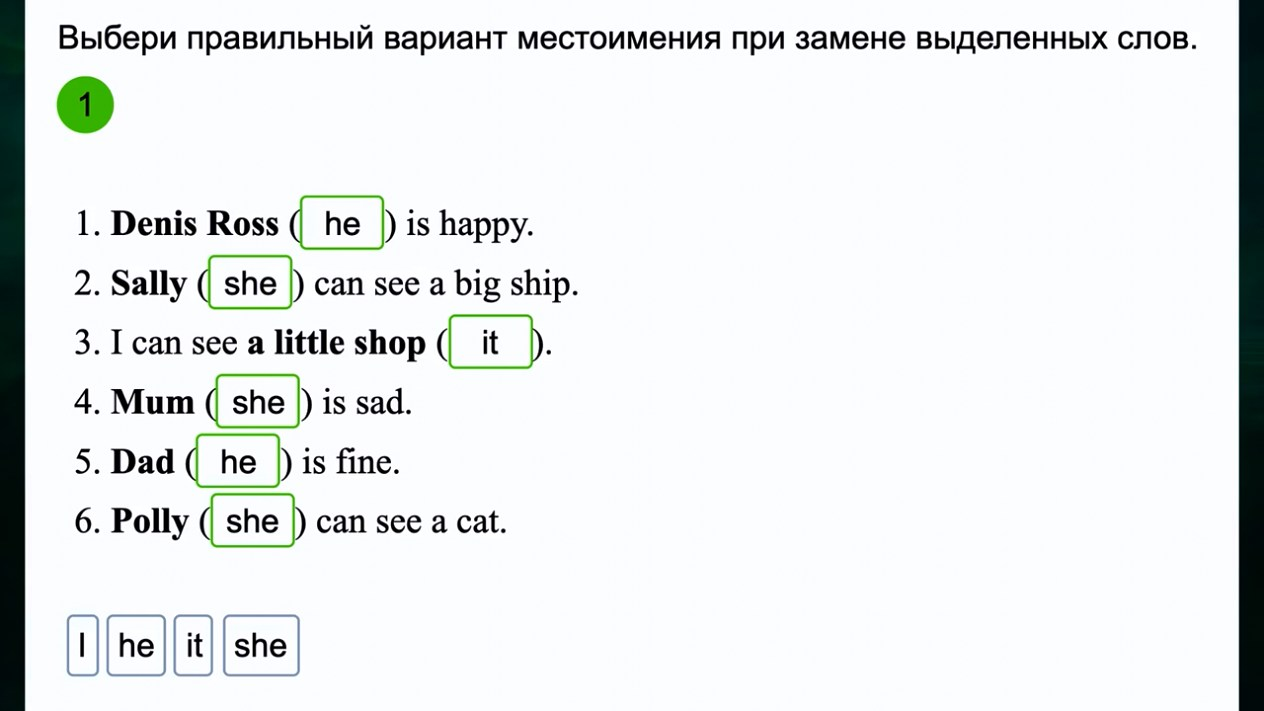 Выбери правильный вариант местоимения при замене выделенных слов.
1
1. Denis Ross ( he ) is happy.
2. Sally ( she ) can see a big ship.
3. I can see a little shop ( it ).
4. Mum ( she ) is sad.
5. Dad ( he ) is fine.
6. Polly ( she ) can see a cat.
I he it she